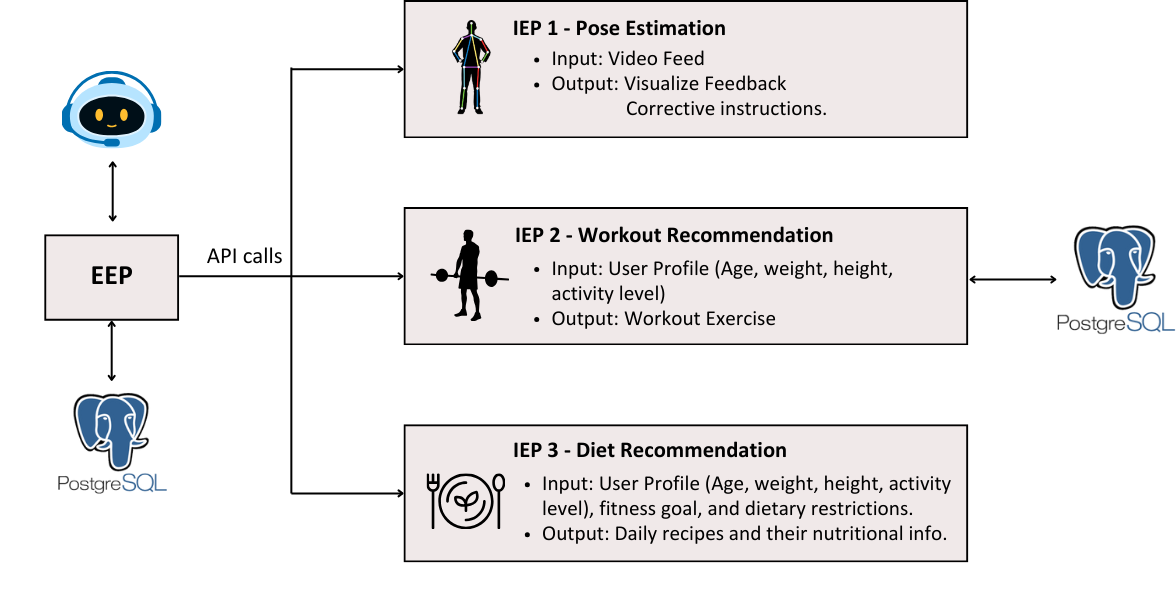 IEP 1 - Pose Estimation
• Input: Video Feed
• Output: Visualize Feedback
Corrective instructions.
EEP
API calls
IEP 2 - Workout Recommendation
• Input: User Profile (Age, weight, height,
activity level)
• Output: Workout Exercise
PostgreSQL
PostgreSQL
IEP 3 - Diet Recommendation
• Input: User Profile (Age, weight, height, activity
level), fitness goal, and dietary restrictions.
• Output: Daily recipes and their nutritional info.